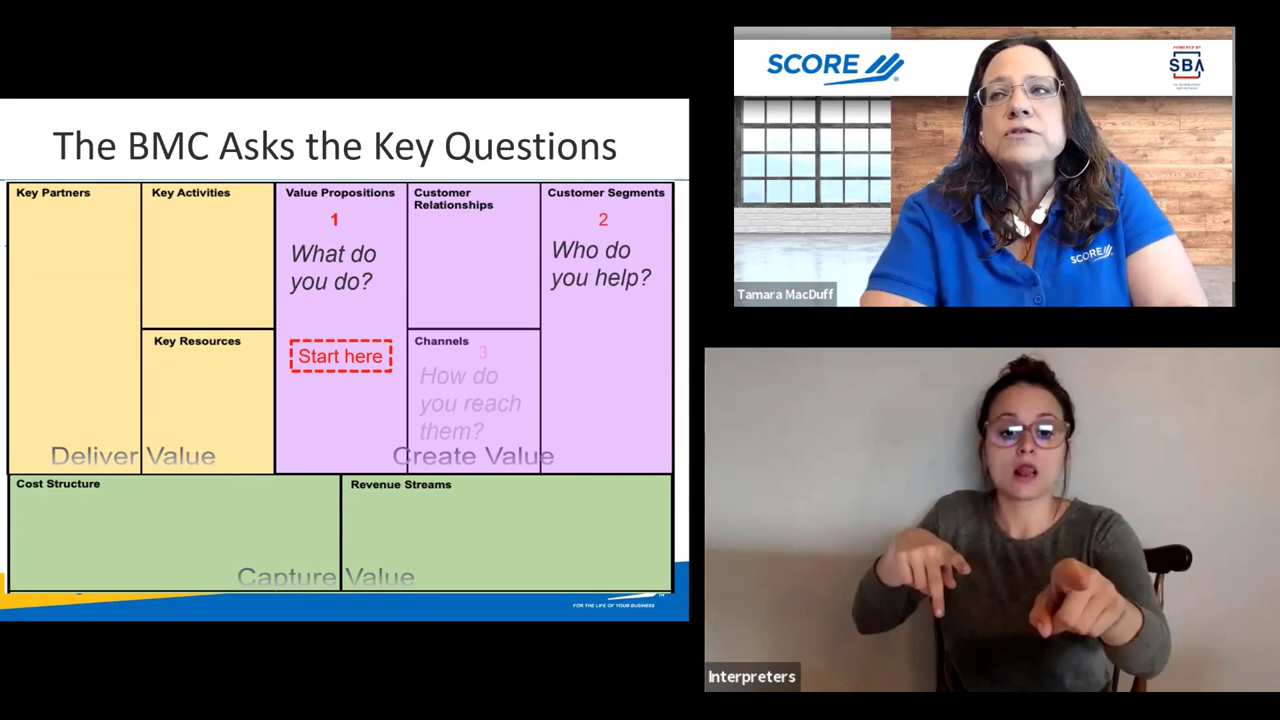 The BMC Asks the Key Questions
Key Partners
Key Activities
Value Propositions
Customer
Relationships
Customer Segments
1
2
What do
you do?
Who do
you help?
Key Resources
Start here
Channels
3
How do
you reach
them?
Deliver Value
Create Value
Cost Structure
Revenue Streams
Capture Value
FOR THE LIFE OF YOUR BUSINESS
SCORE
POWERED BY
SBA
SCORE
Tamara MacDuff
Interpreters